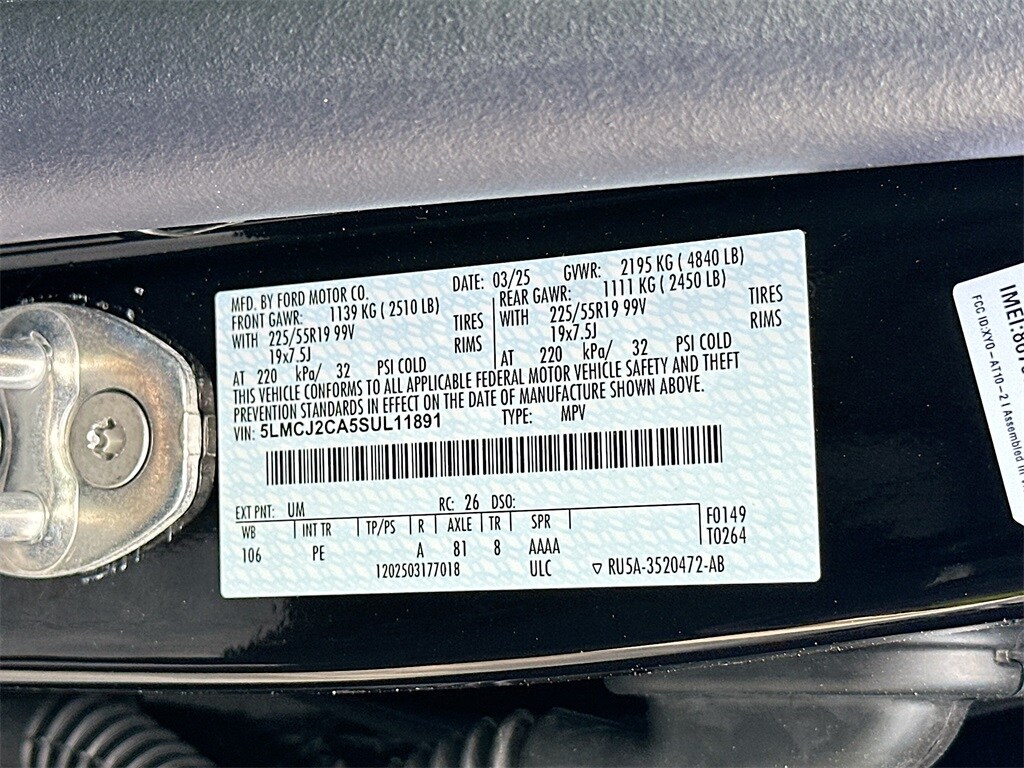 MFD. BY FORD MOTOR CO.
DATE: 03/25 GVWR: 2195 KG ( 4840 LB)
FRONT GAWR: 1139 KG ( 2510 LB)
WITH 225/55R19 99V TIRES
19x7.5J RIMS
AT 220 kPa/ 32 PSI COLD
REAR GAWR: 1111 KG ( 2450 LB)
WITH 225/55R19 99V TIRES
19x7.5J RIMS
AT 220 kPa/ 32 PSI COLD
THIS VEHICLE CONFORMS TO ALL APPLICABLE FEDERAL MOTOR VEHICLE SAFETY AND THEFT
PREVENTION STANDARDS IN EFFECT ON THE DATE OF MANUFACTURE SHOWN ABOVE.
VIN: 5LMCJ2CA5SUL11891 TYPE: MPV
EXT PNT: UM RC: 26 DSO:
WB INT TR TP/PS R AXLE TR SPR
106 PE A 81 8 AAAA
F0149
T0264
1202503177018 ULC ▽ RU5A-3520472-AB
IMEI:
FCC ID:XY0-AT10-2 | Assembled in